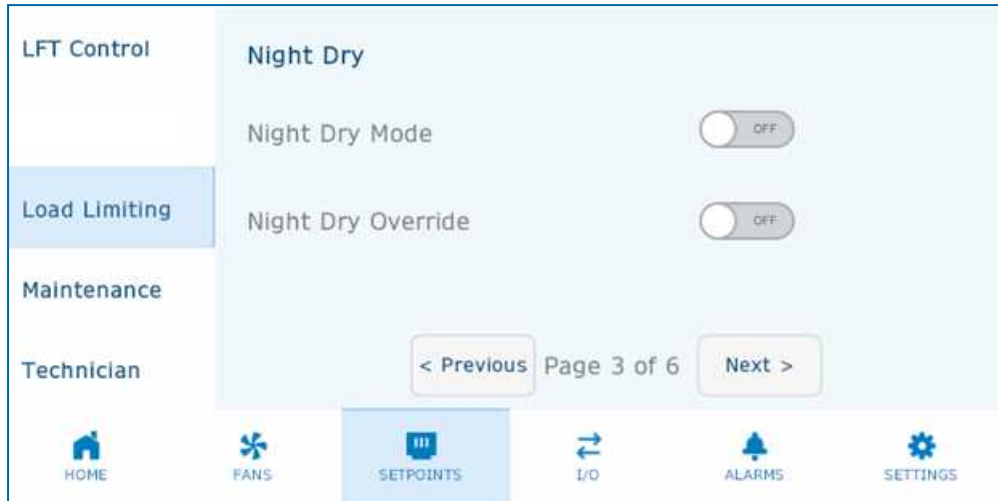 LFT Control
Load Limiting
Maintenance
Technician
Night Dry
Night Dry Mode
OFF
Night Dry Override
OFF
< Previous
Page 3 of 6
Next >
HOME
FANS
SETPOINTS
I/O
ALARMS
SETTINGS